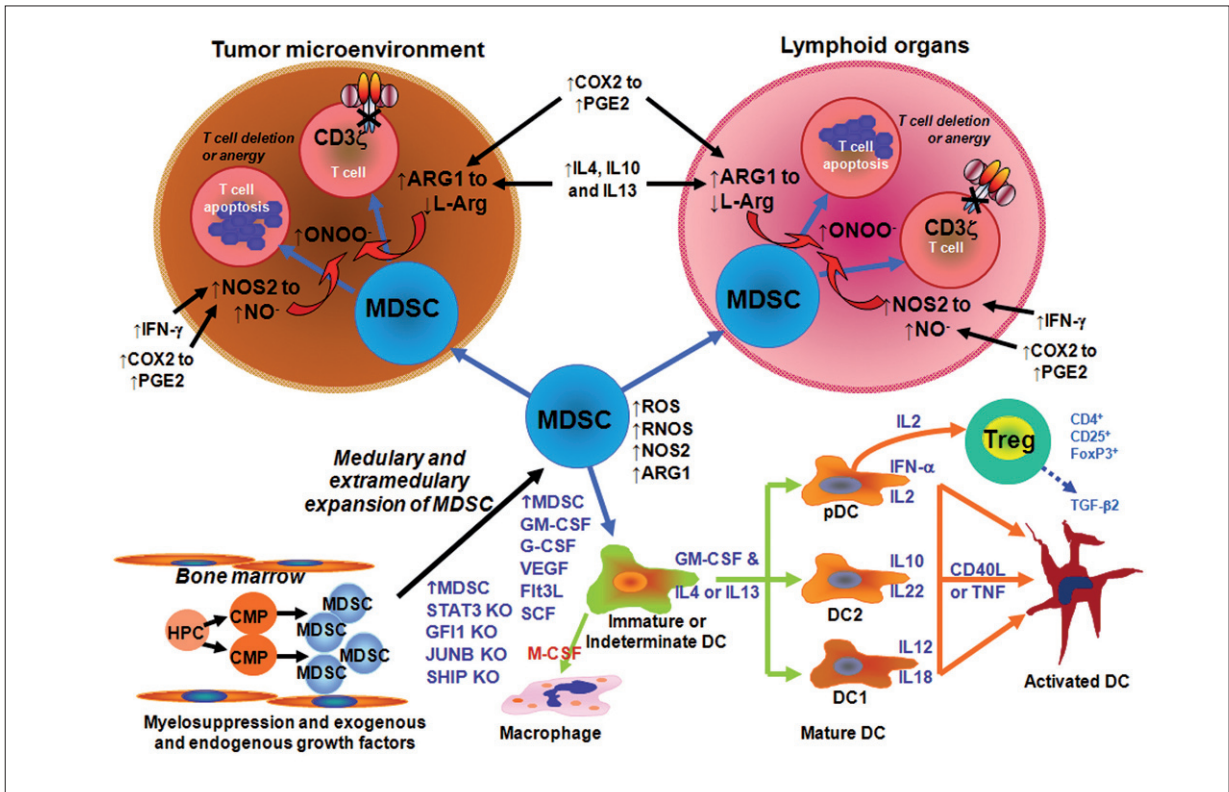 Tumor microenvironment
T cell deletion
or anergy
CD3ζ
T cell
T cell
apoptosis
↑ARG1 to
↓L-Arg
↑ONOO-
↑NOS2 to
↑NO-
MDSC
↑IFN-γ
↑COX2 to
↑PGE2
↑COX2 to
↑PGE2
↑IL4, IL10
and IL13
Lymphoid organs
T cell deletion
or anergy
T cell
apoptosis
↑ARG1 to
↓L-Arg
↑ONOO-
CD3ζ
T cell
MDSC
↑NOS2 to
↑NO-
↑IFN-γ
↑COX2 to
↑PGE2
MDSC
↑ROS
↑RNOS
↑NOS2
↑ARG1
Medulary and
extramedulary
expansion of MDSC
Bone marrow
HPC
CMP
CMP
MDSC
MDSC
MDSC
MDSC
Myelosuppression and exogenous
and endogenous growth factors
↑MDSC
STAT3 KO
GFI1 KO
JUNB KO
SHIP KO
↑MDSC
GM-CSF
G-CSF
VEGF
Flt3L
SCF
Immature or
Indeterminate DC
M-CSF
Macrophage
GM-CSF &
IL4 or IL13
IL2
IFN-α
IL2
pDC
IL10
IL22
DC2
IL12
IL18
DC1
Mature DC
Treg
CD4+
CD25+
FoxP3+
TGF-β2
CD40L
or TNF
Activated DC